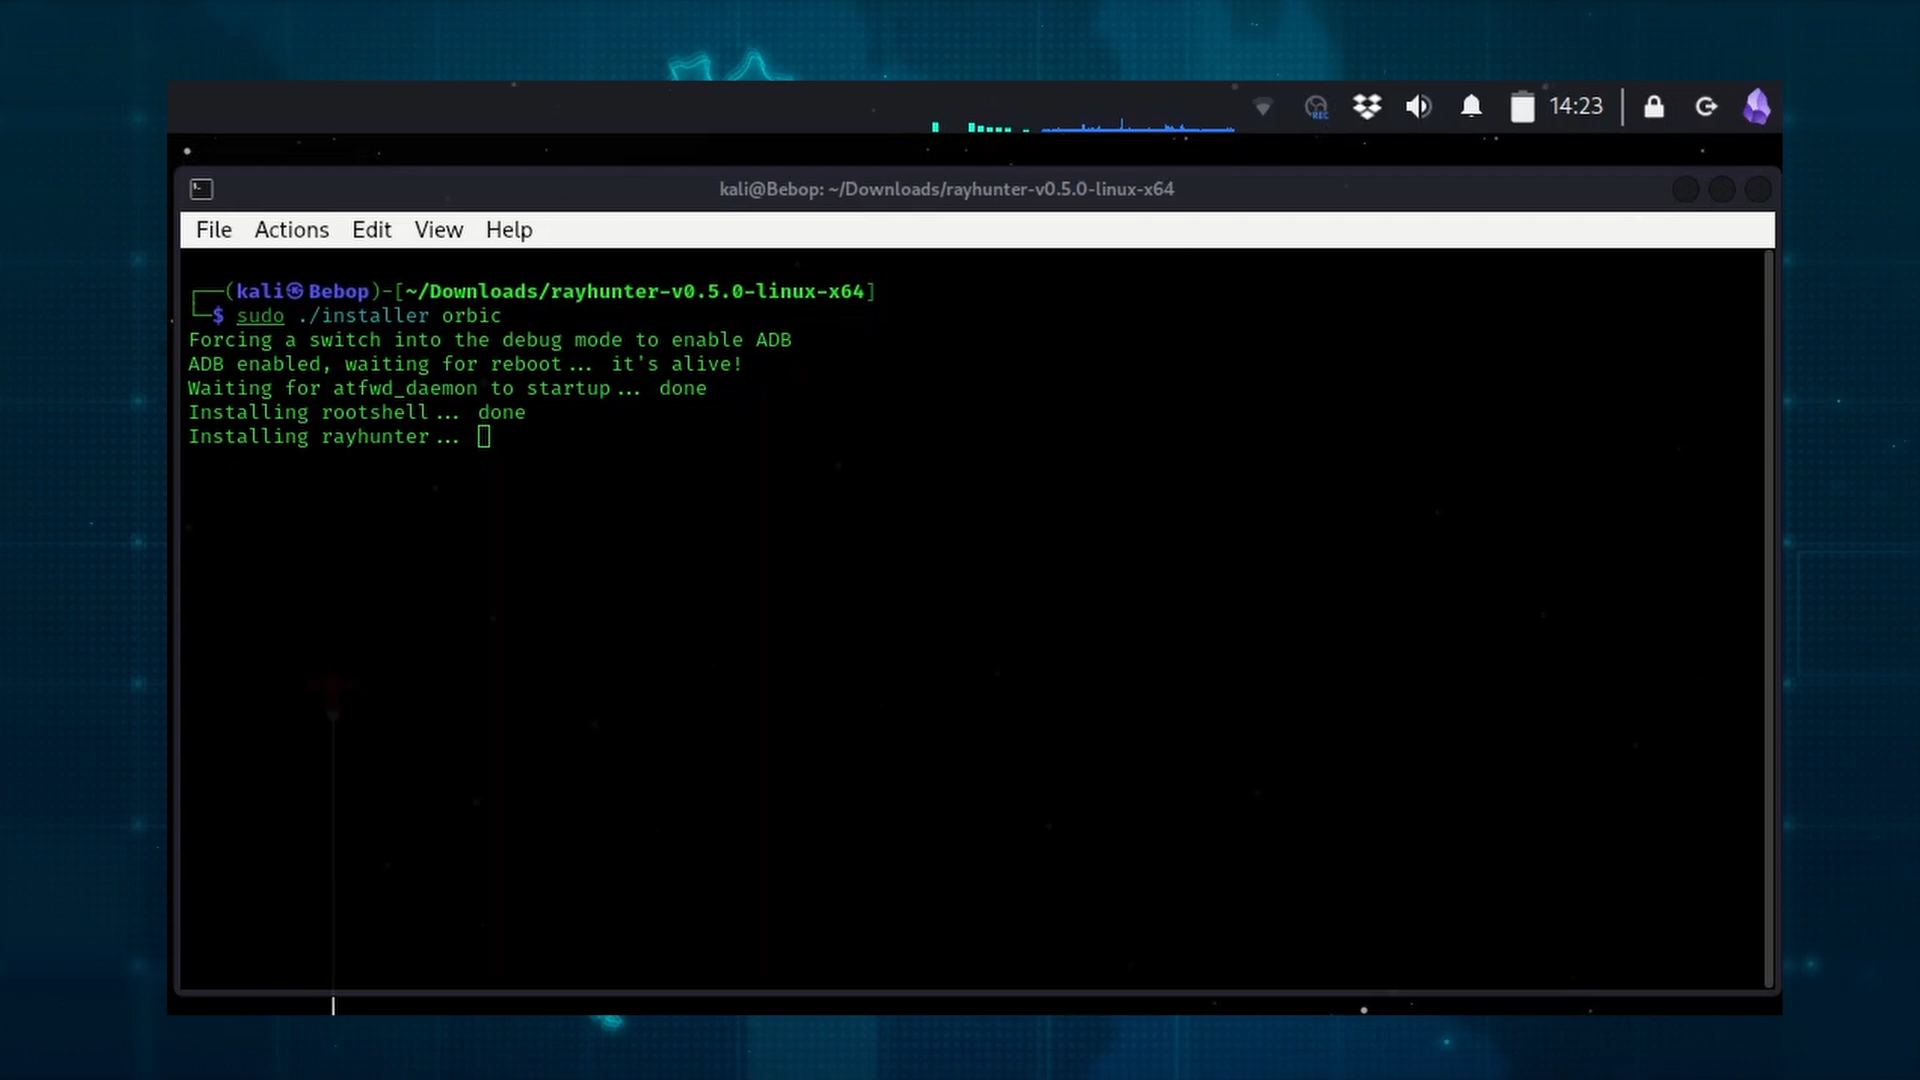 REC
14:23
kali@Bebop: ~/Downloads/rayhunter-v0.5.0-linux-x64
File Actions Edit View Help
(kali㉿Bebop)-[~/Downloads/rayhunter-v0.5.0-linux-x64]
$ sudo ./installer orbic
Forcing a switch into the debug mode to enable ADB
ADB enabled, waiting for reboot... it's alive!
Waiting for atfwd_daemon to startup... done
Installing rootshell... done
Installing rayhunter...